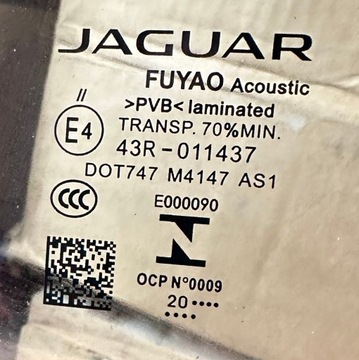 JAGUAR
FUYAO Acoustic
>PVB< laminated
//
E4
TRANSP. 70%MIN.
43R-011437
DOT747 M4147 AS1
CCC
E000090
OCP N°0009
20 ••••
••••